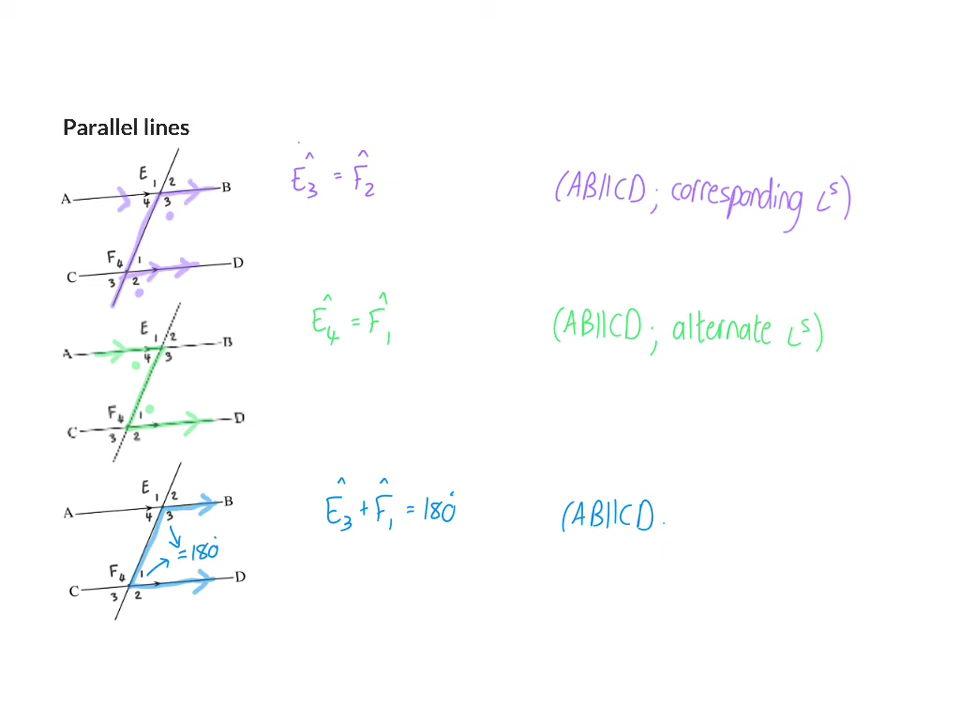 Parallel lines
E 1 2
A B
4 3
F 4 1
C D
3 2
Ê3 = F̂2 (AB||CD ; corresponding ∠s)
E 1 2
A B
4 3
F 4 1
C D
3 2
Ê4 = F̂1 (AB||CD ; alternate ∠s)
E 1 2
A B
4 3
= 180°
F 4 1
C D
3 2
Ê3 + F̂1 = 180° (AB||CD